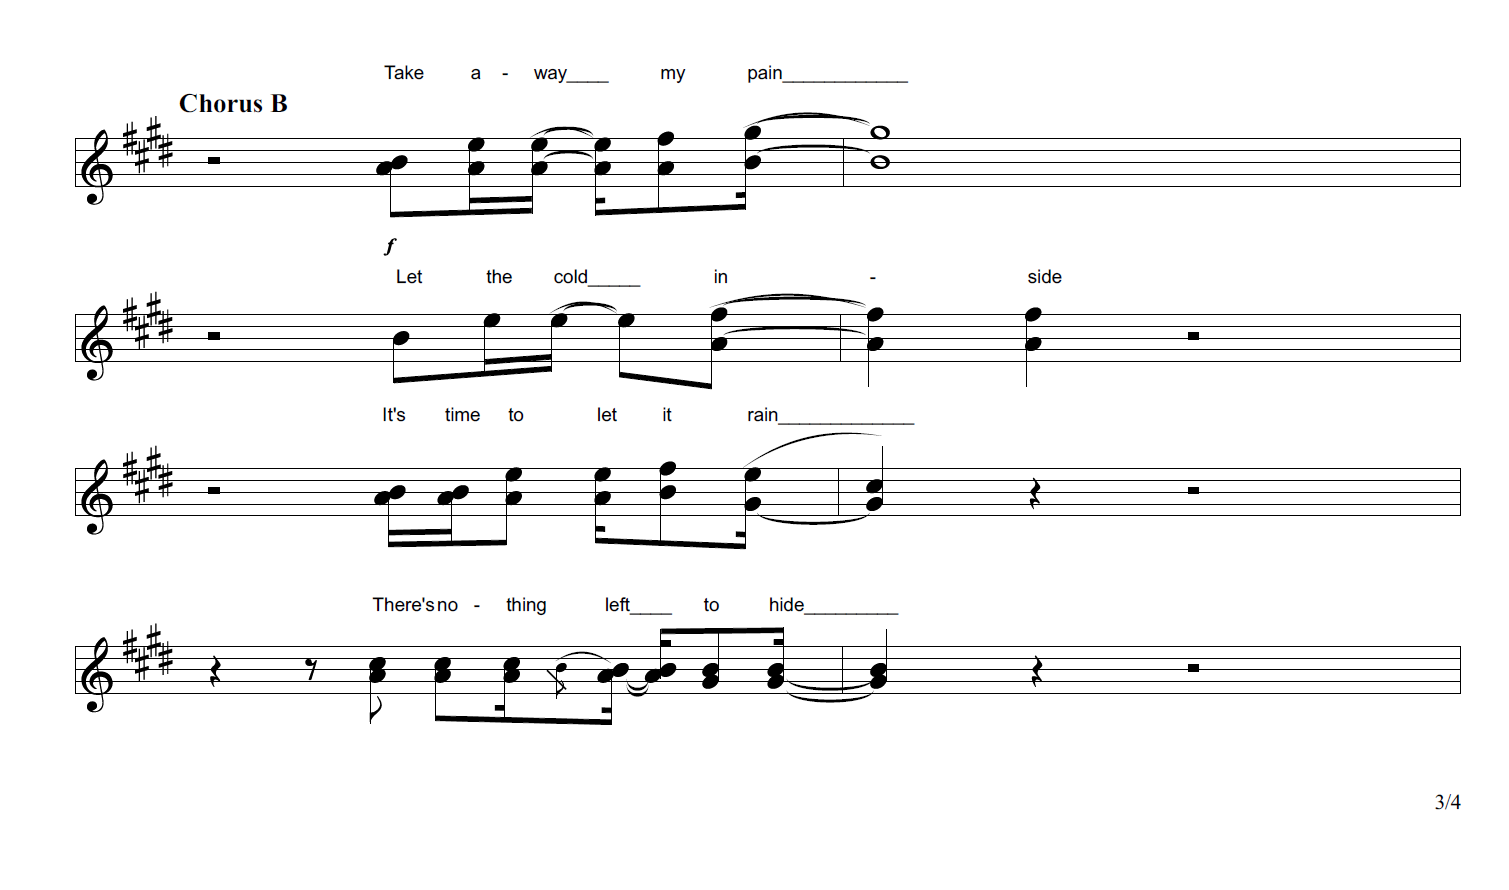 Take a - way____ my pain____________
Chorus B
f
Let the cold_____ in - side
It's time to let it rain_____________
There's no - thing left____ to hide_________
3/4